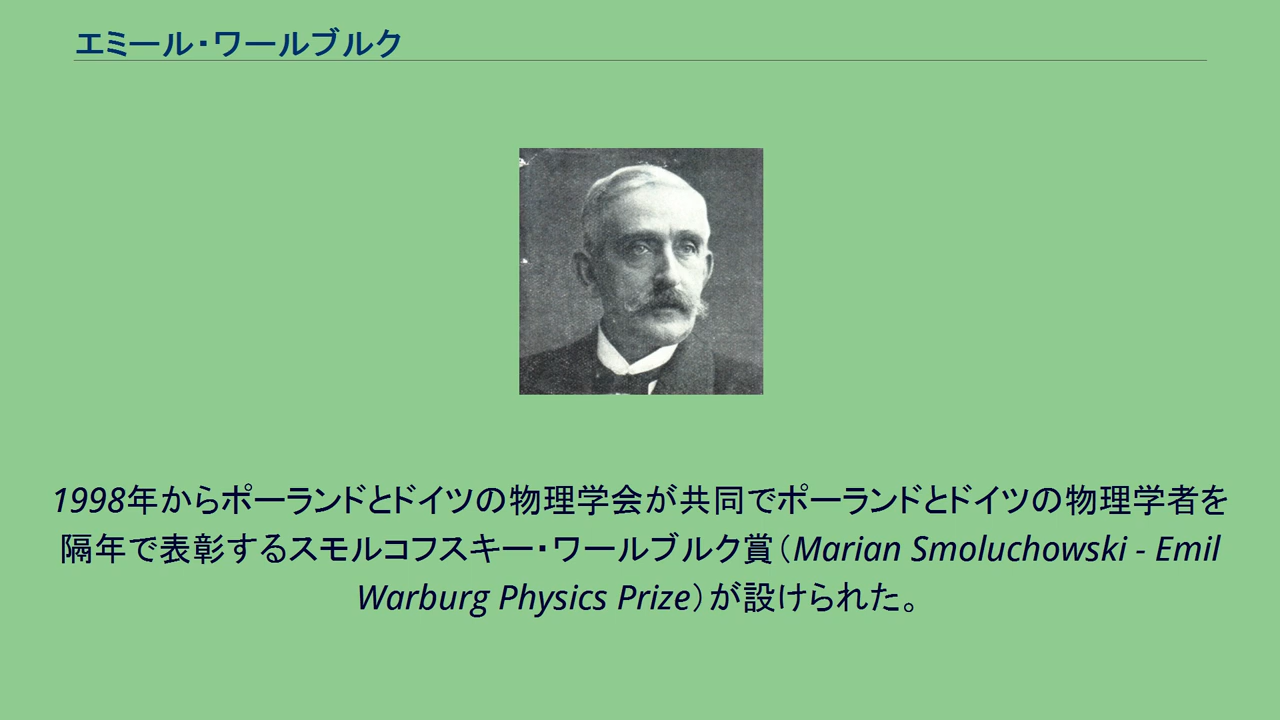 エミール・ワールブルク
1998年からポーランドとドイツの物理学会が共同でポーランドとドイツの物理学者を
隔年で表彰するスモルコフスキー・ワールブルク賞（Marian Smoluchowski - Emil
Warburg Physics Prize）が設けられた。